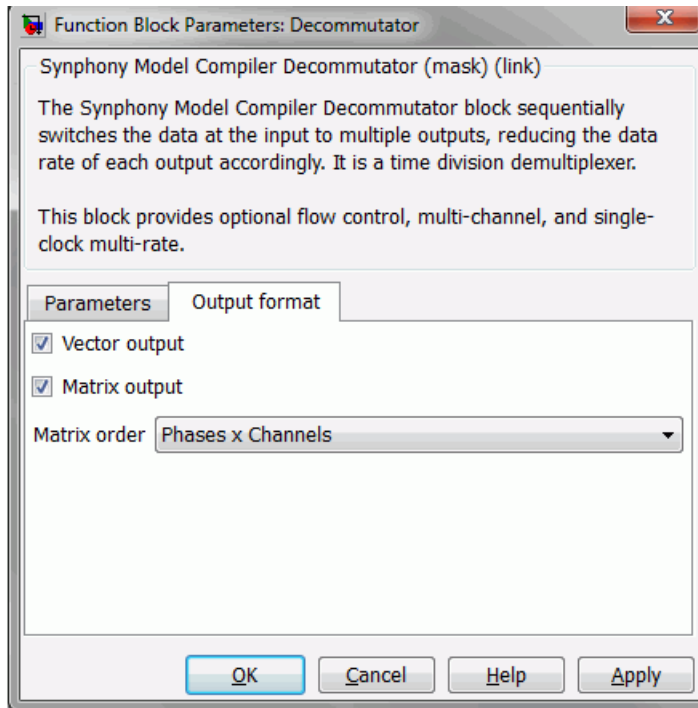 Function Block Parameters: Decommutator
Synphony Model Compiler Decommutator (mask) (link)
The Synphony Model Compiler Decommutator block sequentially
switches the data at the input to multiple outputs, reducing the data
rate of each output accordingly. It is a time division demultiplexer.
This block provides optional flow control, multi-channel, and single-
clock multi-rate.
Parameters Output format
Vector output
Matrix output
Matrix order Phases x Channels
OK Cancel Help Apply